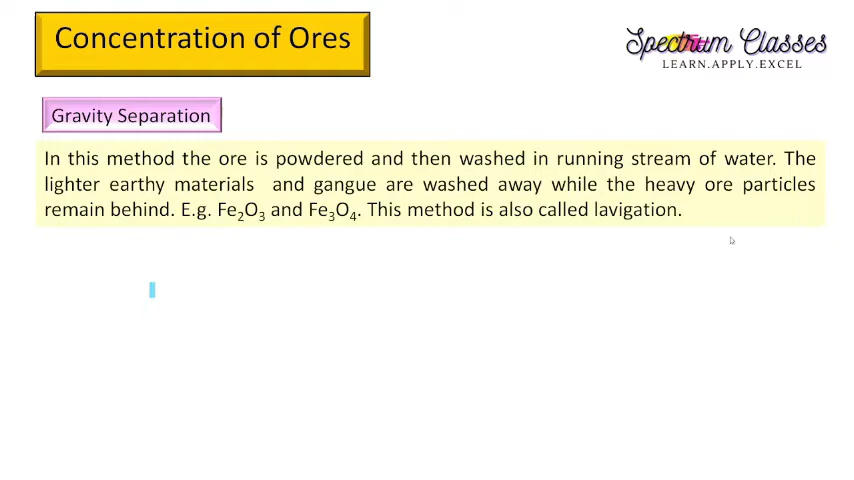 Concentration of Ores
Spectrum Classes
LEARN.APPLY.EXCEL
Gravity Separation
In this method the ore is powdered and then washed in running stream of water. The
lighter earthy materials and gangue are washed away while the heavy ore particles
remain behind. E.g. Fe₂O₃ and Fe₃O₄. This method is also called lavigation.